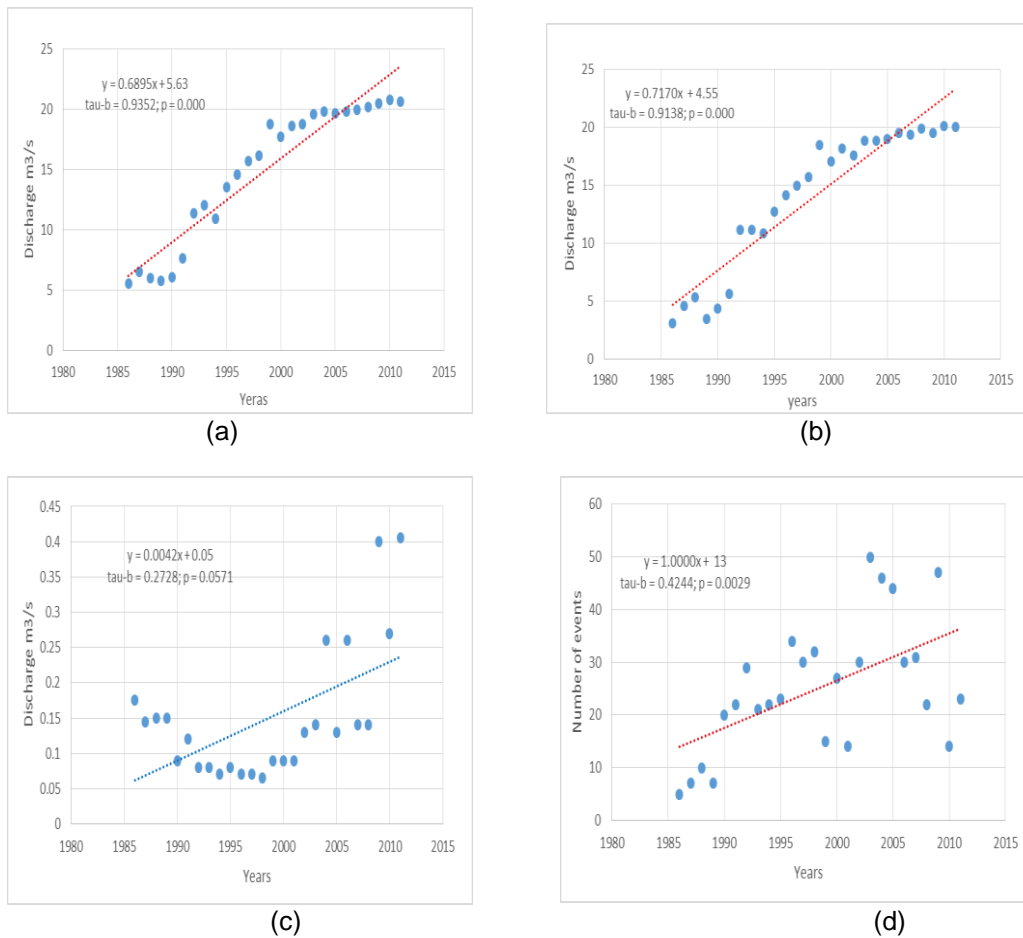 25
20
15
10
5
0
Discharge m3/s
y = 0.6895x + 5.63
tau-b = 0.9352; p = 0.000
1980 1985 1990 1995 2000 2005 2010 2015
Yeras
(a)
25
20
15
10
5
0
Discharge m3/s
y = 0.7170x + 4.55
tau-b = 0.9138; p = 0.000
1980 1985 1990 1995 2000 2005 2010 2015
years
(b)
0.45
0.4
0.35
0.3
0.25
0.2
0.15
0.1
0.05
0
Discharge m3/s
y = 0.0042x + 0.05
tau-b = 0.2728; p = 0.0571
1980 1985 1990 1995 2000 2005 2010 2015
Years
(c)
60
50
40
30
20
10
0
Number of events
y = 1.0000x + 13
tau-b = 0.4244; p = 0.0029
1980 1985 1990 1995 2000 2005 2010 2015
Years
(d)